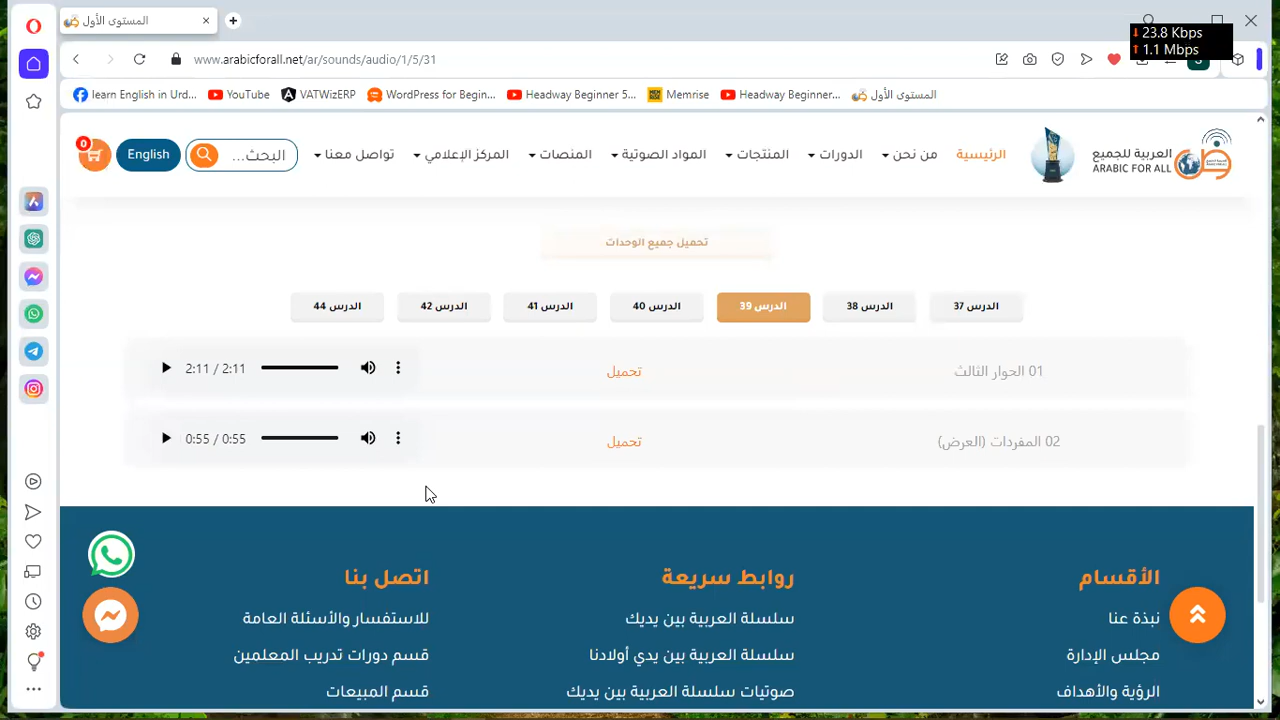 المستوى الأول
23.8 Kbps
1.1 Mbps
www.arabicforall.net/ar/sounds/audio/1/5/31
learn English in Urd...
YouTube
VATWizERP
WordPress for Begin...
Headway Beginner 5...
Memrise
Headway Beginner...
المستوى الأول
العربية للجميع
ARABIC FOR ALL
الرئيسية
من نحن
الدورات
المنتجات
المواد الصوتية
المنصات
المركز الإعلامي
تواصل معنا
البحث...
English
0
تحميل جميع الوحدات
الدرس 37
الدرس 38
الدرس 39
الدرس 40
الدرس 41
الدرس 42
الدرس 44
01 الحوار الثالث
تحميل
2:11 / 2:11
02 المفردات (العرض)
تحميل
0:55 / 0:55
الأقسام
روابط سريعة
اتصل بنا
نبذة عنا
سلسلة العربية بين يديك
للاستفسار والأسئلة العامة
مجلس الإدارة
سلسلة العربية بين يدي أولادنا
قسم دورات تدريب المعلمين
الرؤية والأهداف
صوتيات سلسلة العربية بين يديك
قسم المبيعات